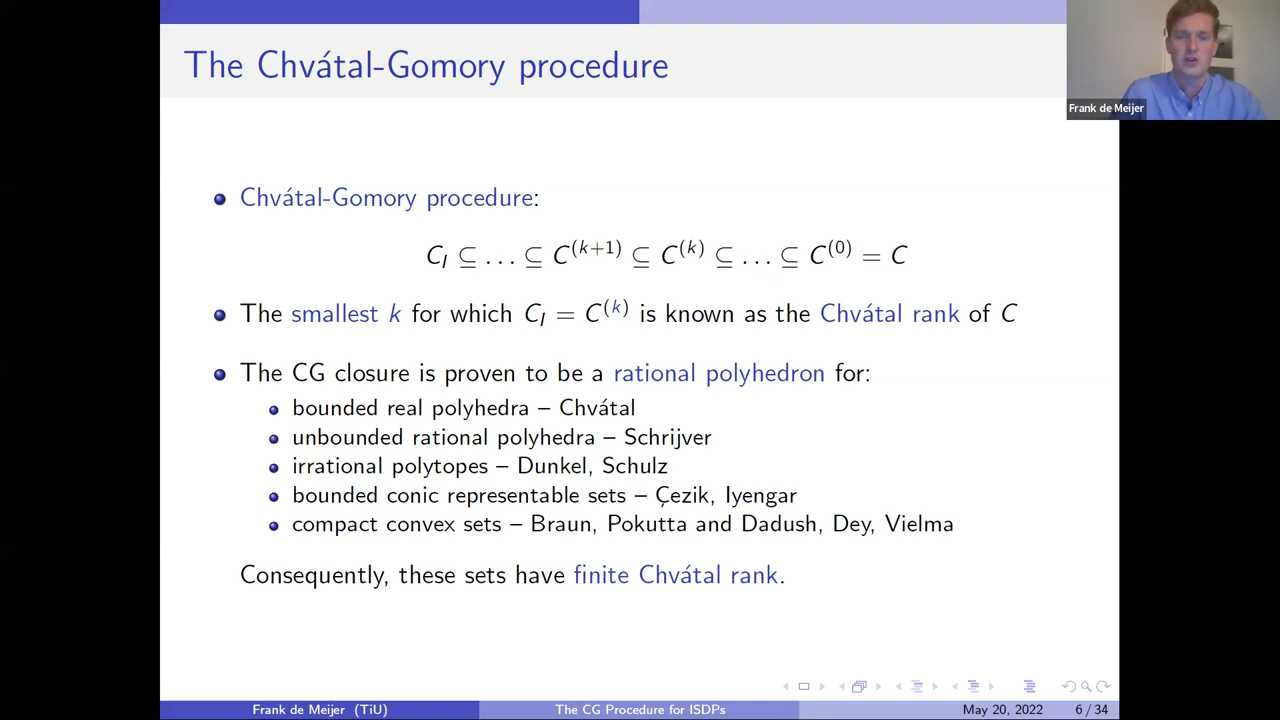 The Chvátal-Gomory procedure
Frank de Meijer
Chvátal-Gomory procedure:
C_I ⊆ … ⊆ C^(k+1) ⊆ C^(k) ⊆ … ⊆ C^(0) = C
The smallest k for which C_I = C^(k) is known as the Chvátal rank of C
The CG closure is proven to be a rational polyhedron for:
bounded real polyhedra – Chvátal
unbounded rational polyhedra – Schrijver
irrational polytopes – Dunkel, Schulz
bounded conic representable sets – Çezik, Iyengar
compact convex sets – Braun, Pokutta and Dadush, Dey, Vielma
Consequently, these sets have finite Chvátal rank.
Frank de Meijer (TiU) The CG Procedure for ISDPs May 20, 2022 6 / 34